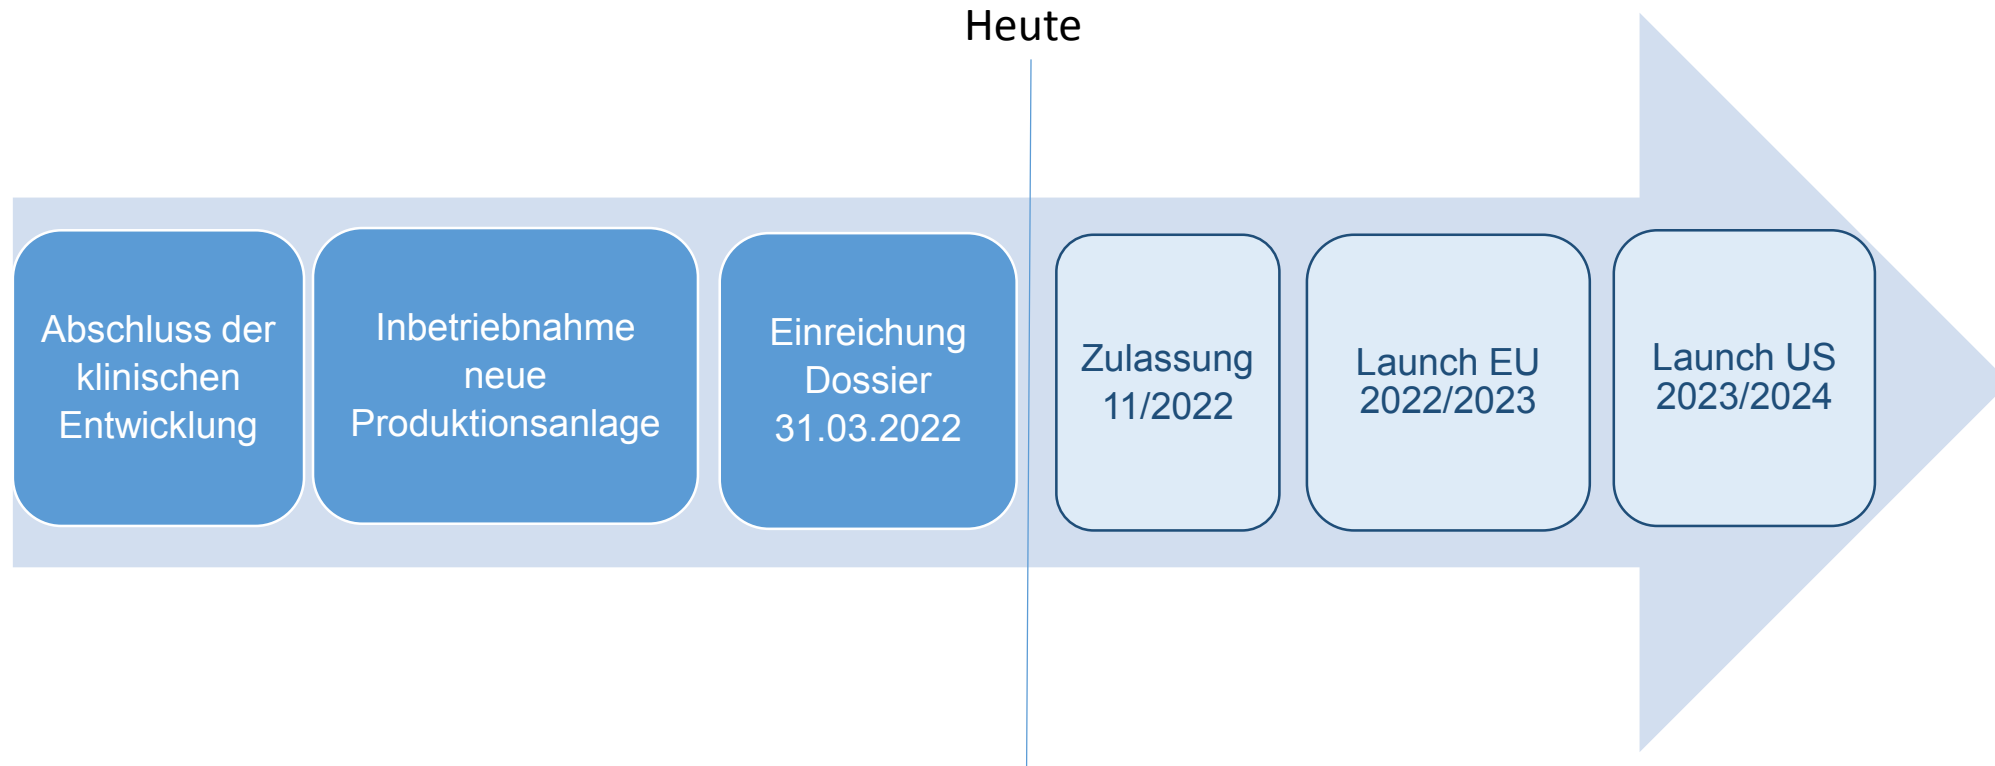 Heute
Abschluss der
klinischen
Entwicklung
Inbetriebnahme
neue
Produktionsanlage
Einreichung
Dossier
31.03.2022
Zulassung
11/2022
Launch EU
2022/2023
Launch US
2023/2024